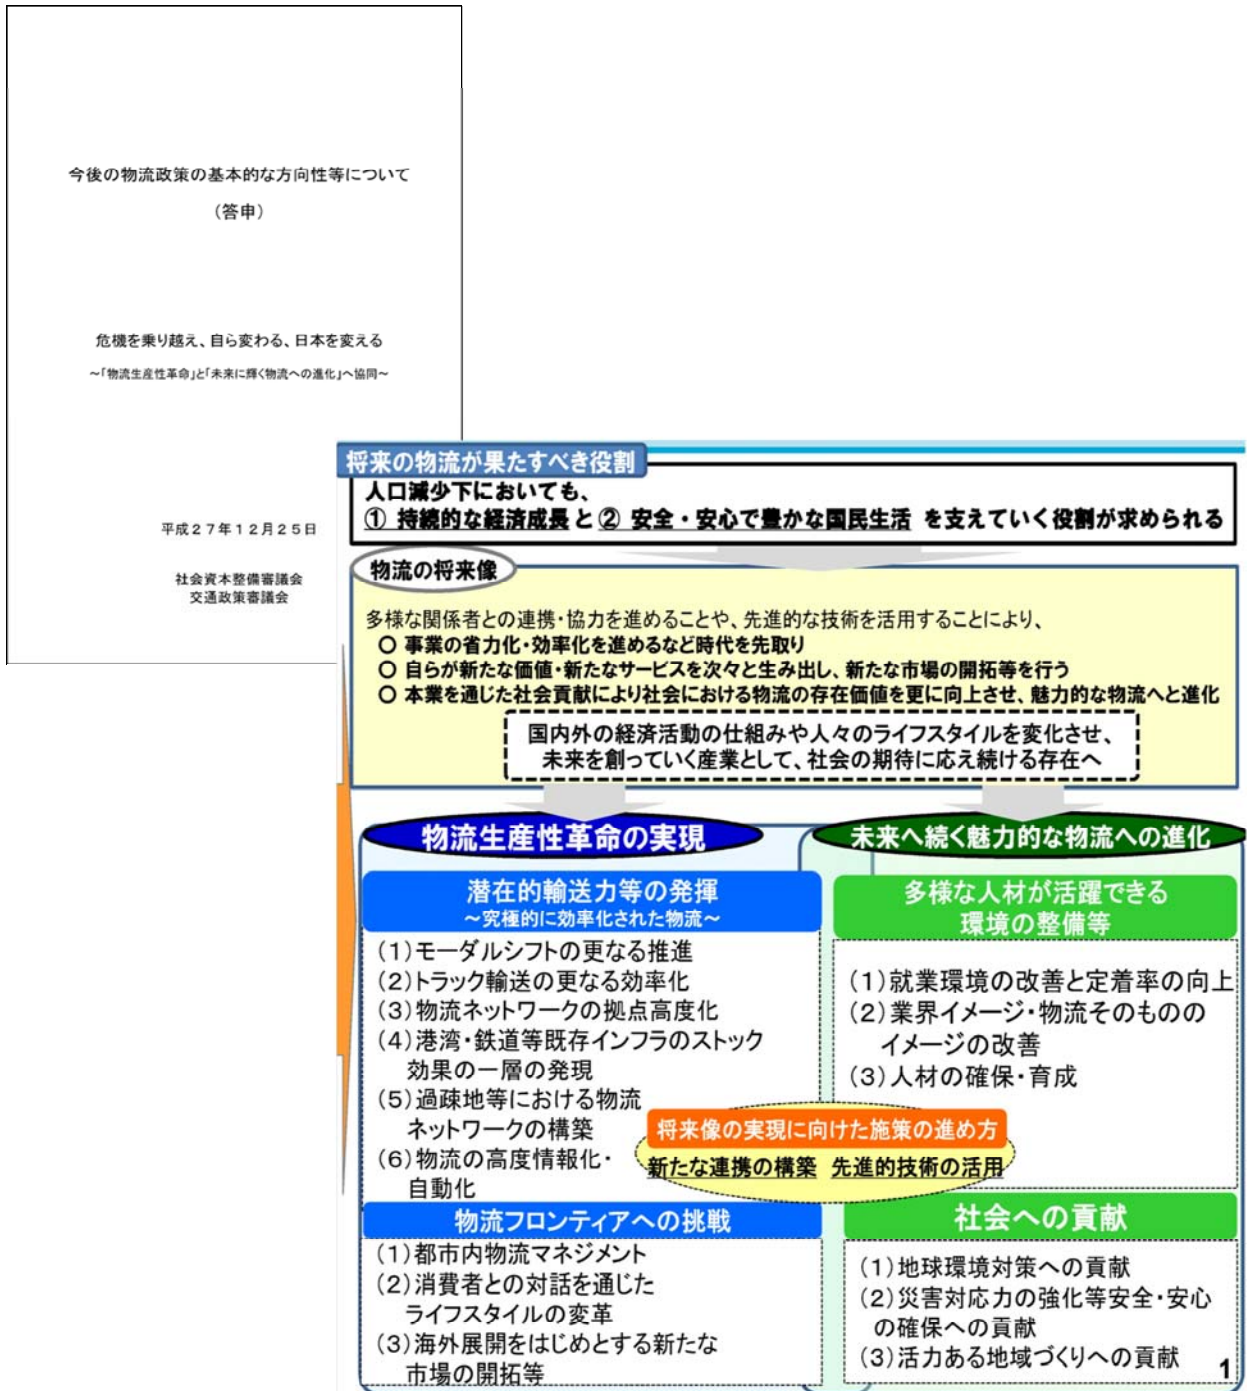 今後の物流政策の基本的な方向性等について
（答申）
危機を乗り越え、自ら変わる、日本を変える
～「物流生産性革命」と「未来に輝く物流への進化」へ協同～
平成２７年１２月２５日
社会資本整備審議会
交通政策審議会
将来の物流が果たすべき役割
人口減少下においても、
① 持続的な経済成長 と ② 安全・安心で豊かな国民生活 を支えていく役割が求められる
物流の将来像
多様な関係者との連携・協力を進めることや、先進的な技術を活用することにより、
○ 事業の省力化・効率化を進めるなど時代を先取り
○ 自らが新たな価値・新たなサービスを次々と生み出し、新たな市場の開拓等を行う
○ 本業を通じた社会貢献により社会における物流の存在価値を更に向上させ、魅力的な物流へと進化
国内外の経済活動の仕組みや人々のライフスタイルを変化させ、
未来を創っていく産業として、社会の期待に応え続ける存在へ
物流生産性革命の実現
潜在的輸送力等の発揮
～究極的に効率化された物流～
（１）モーダルシフトの更なる推進
（２）トラック輸送の更なる効率化
（３）物流ネットワークの拠点高度化
（４）港湾・鉄道等既存インフラのストック
効果の一層の発現
（５）過疎地等における物流
ネットワークの構築
（６）物流の高度情報化・
自動化
物流フロンティアへの挑戦
（１）都市内物流マネジメント
（２）消費者との対話を通じた
ライフスタイルの変革
（３）海外展開をはじめとする新たな
市場の開拓等
未来へ続く魅力的な物流への進化
多様な人材が活躍できる
環境の整備等
（１）就業環境の改善と定着率の向上
（２）業界イメージ・物流そのものの
イメージの改善
（３）人材の確保・育成
将来像の実現に向けた施策の進め方
新たな連携の構築 先進的技術の活用
社会への貢献
（１）地球環境対策への貢献
（２）災害対応力の強化等安全・安心
の確保への貢献
（３）活力ある地域づくりへの貢献
1